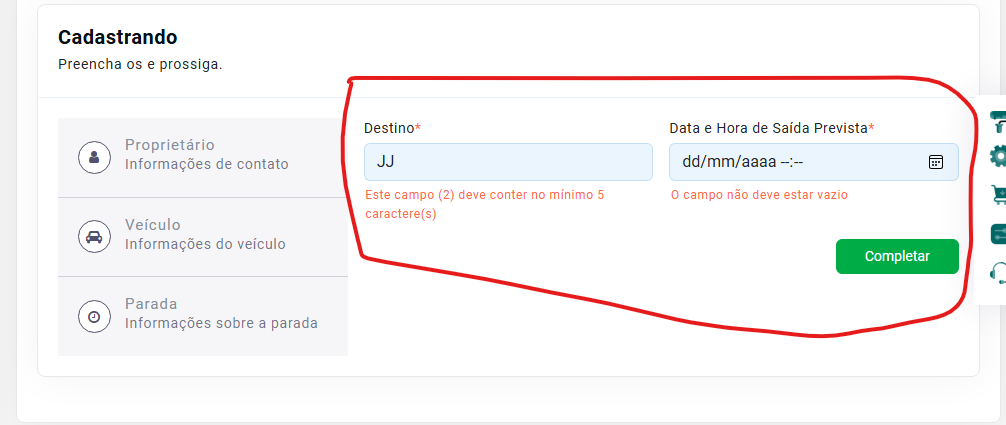 Cadastrando
Preencha os e prossiga.
Proprietário
Informações de contato
Veículo
Informações do veículo
Parada
Informações sobre a parada
Destino*
JJ
Este campo (2) deve conter no mínimo 5
caractere(s)
Data e Hora de Saída Prevista*
dd/mm/aaaa --:--
O campo não deve estar vazio
Completar